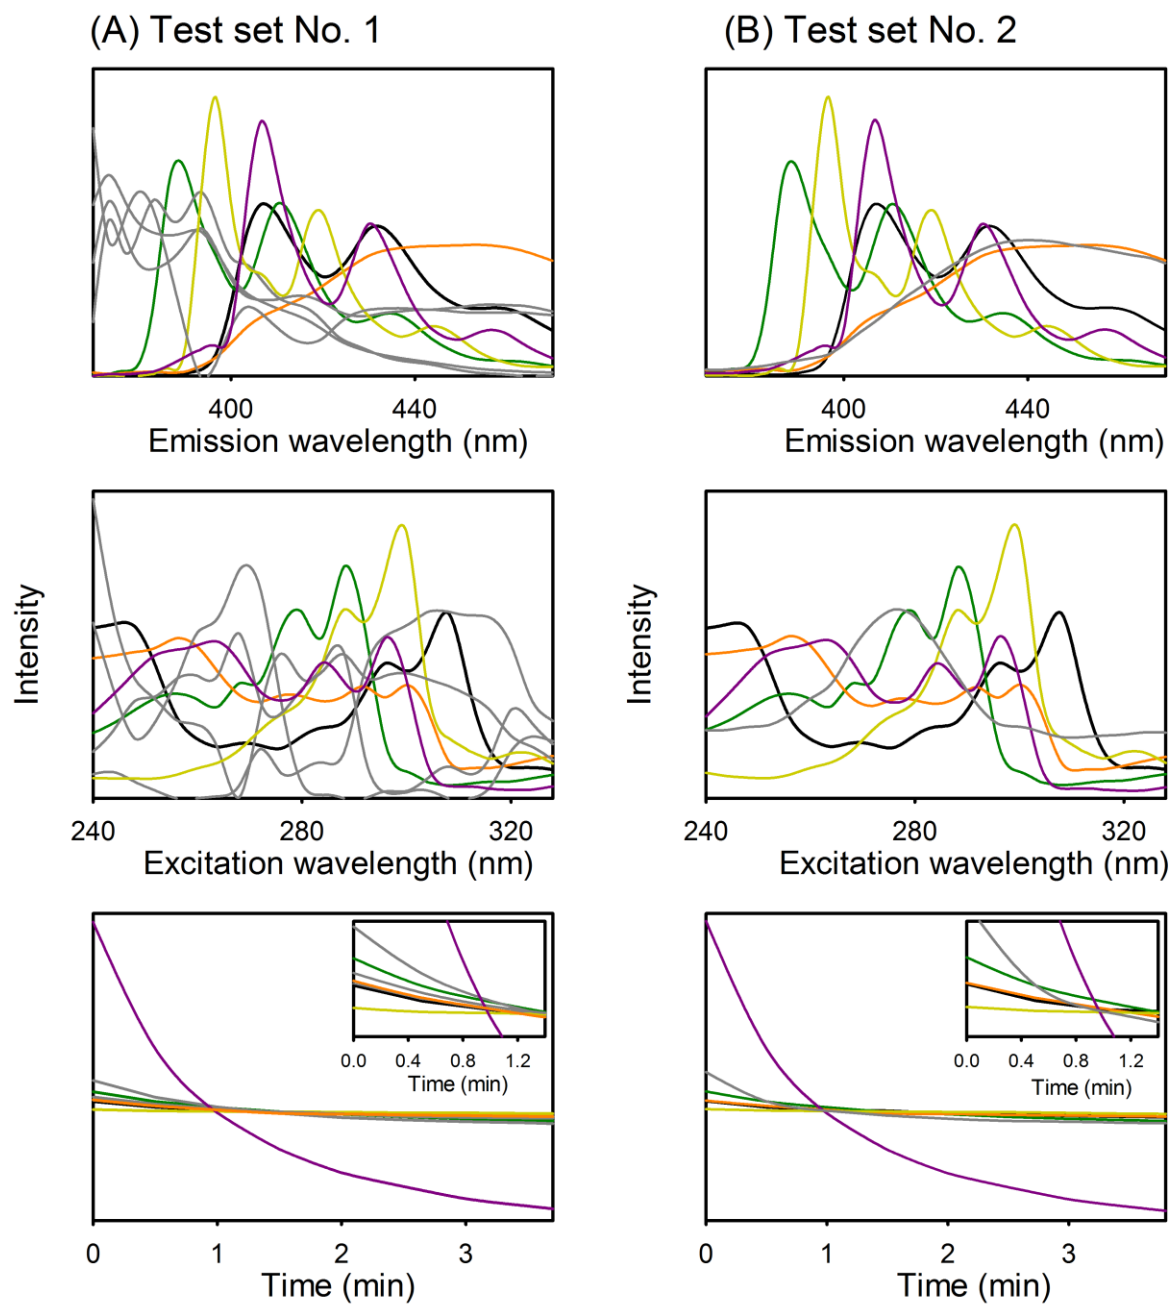 (A) Test set No. 1
(B) Test set No. 2
400 440
Emission wavelength (nm)
400 440
Emission wavelength (nm)
Intensity
240 280 320
Excitation wavelength (nm)
Intensity
240 280 320
Excitation wavelength (nm)
0.0 0.4 0.8 1.2
Time (min)
0 1 2 3
Time (min)
0.0 0.4 0.8 1.2
Time (min)
0 1 2 3
Time (min)